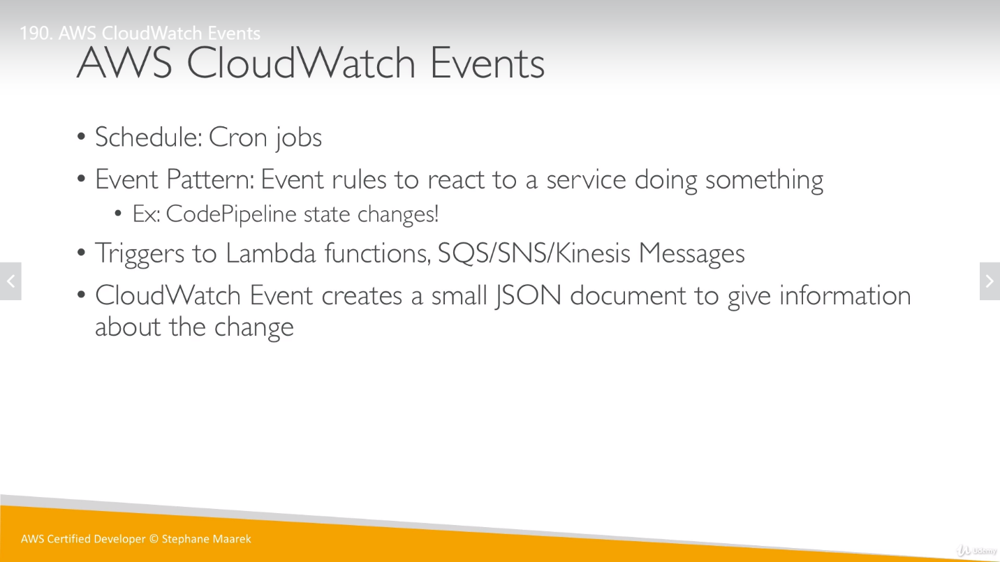 190. AWS CloudWatch Events
AWS CloudWatch Events
• Schedule: Cron jobs
• Event Pattern: Event rules to react to a service doing something
• Ex: CodePipeline state changes!
• Triggers to Lambda functions, SQS/SNS/Kinesis Messages
• CloudWatch Event creates a small JSON document to give information
about the change
AWS Certified Developer © Stephane Maarek
Udemy